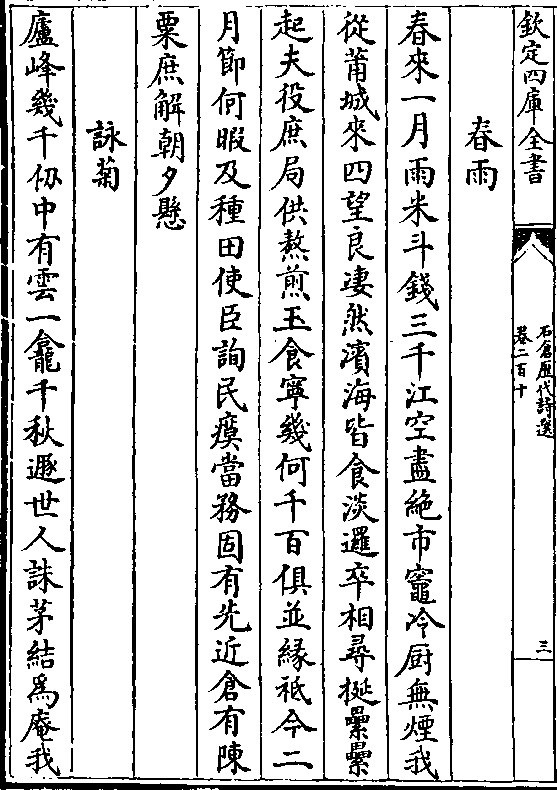 欽定四庫全書
石倉歷代詩選
卷二百十
三
春雨
春來一月雨米斗錢三千江空盡絶市竈冷厨無煙我
從莆城來四望良凄然濱海皆食淡邏卒相尋挻纍纍
起夫役庶局供熬煎玉食寧幾何千百俱並縁祗今二
月節何暇及種田使臣詢民瘼當務固有先近倉有陳
粟庶解朝夕懸
詠菊
廬峰幾千仭中有雲一龕千秋遯世人誅茅結為庵我